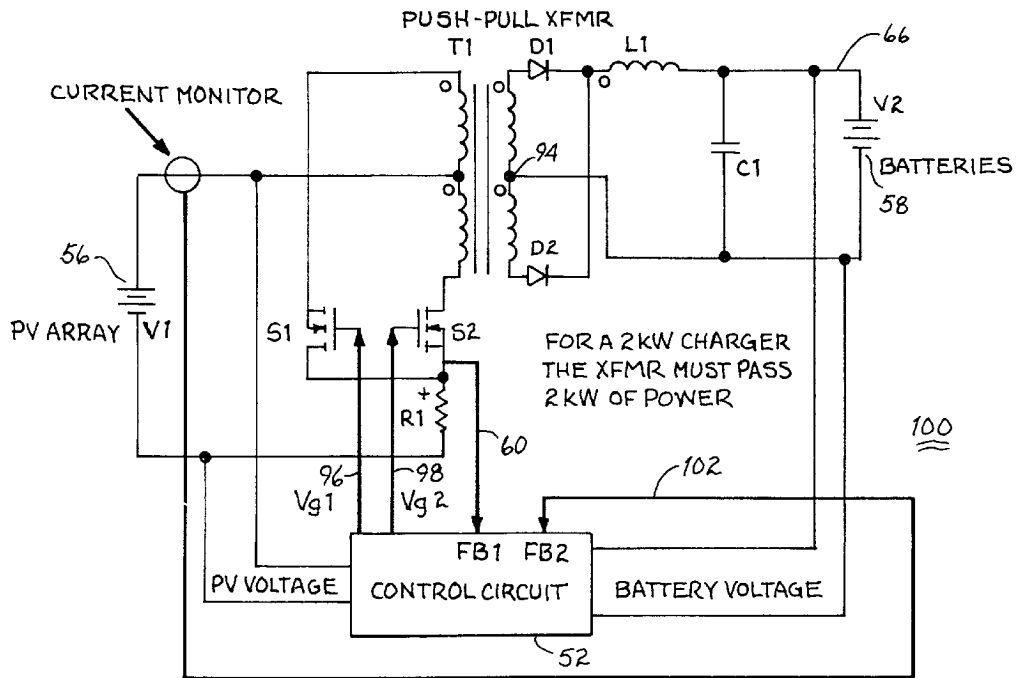 PUSH-PULL XFMR
T1
D1
L1
66
CURRENT MONITOR
V2
94
C1
BATTERIES
58
56
D2
PV ARRAY
V1
S1
S2
FOR A 2KW CHARGER
THE XFMR MUST PASS
2KW OF POWER
+
R1
60
100
96
98
102
Vg1
Vg2
FB1
FB2
PV VOLTAGE
CONTROL CIRCUIT
BATTERY VOLTAGE
52